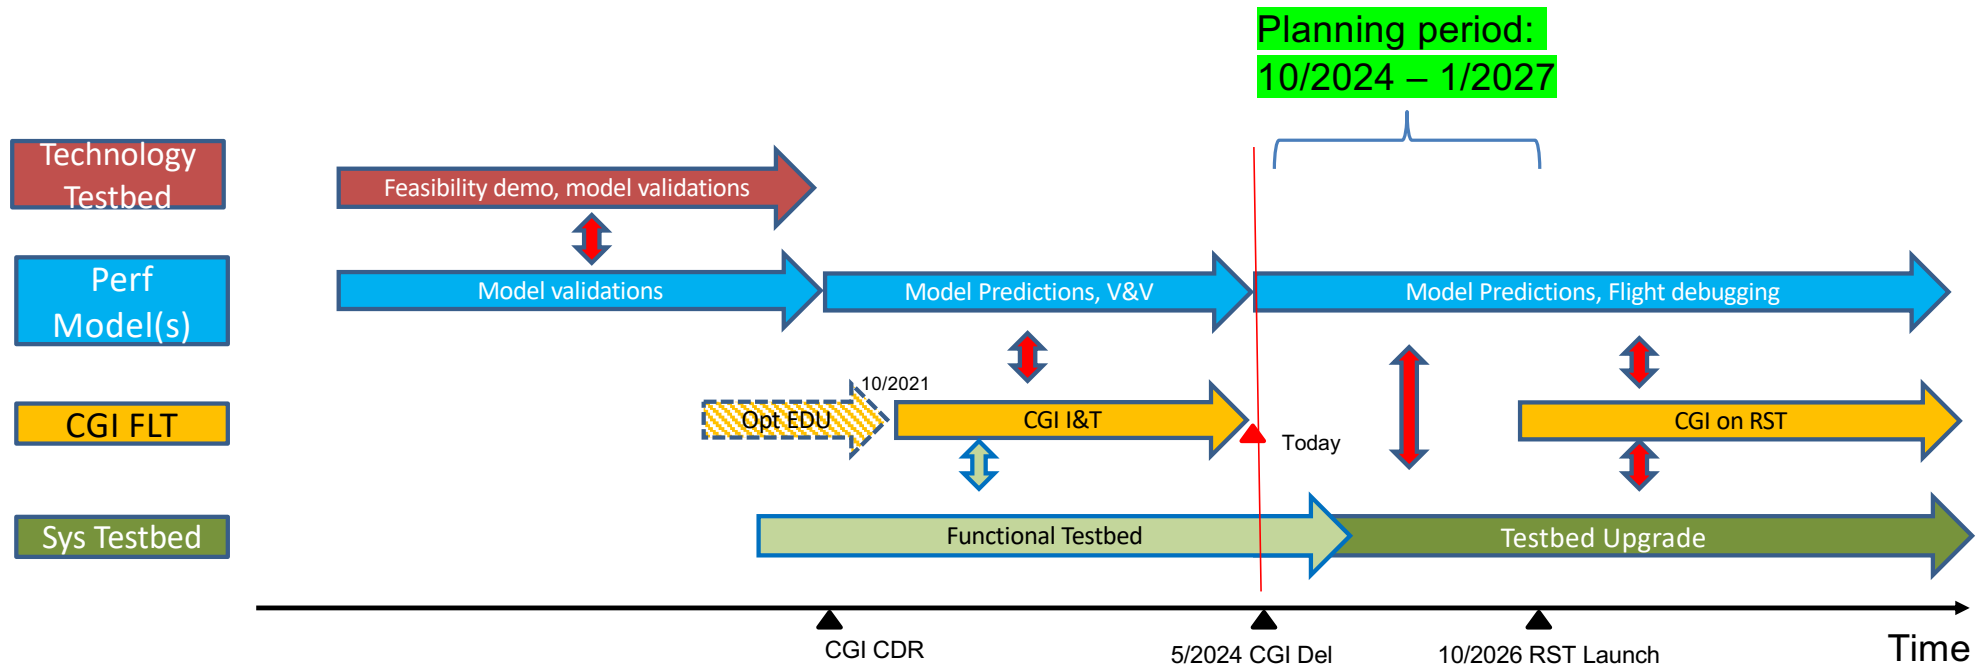 Planning period:
10/2024 – 1/2027
Technology
Testbed
Feasibility demo, model validations
Perf
Model(s)
Model validations
Model Predictions, V&V
Model Predictions, Flight debugging
10/2021
CGI FLT
Opt EDU
CGI I&T
Today
CGI on RST
Sys Testbed
Functional Testbed
Testbed Upgrade
CGI CDR
5/2024 CGI Del
10/2026 RST Launch
Time